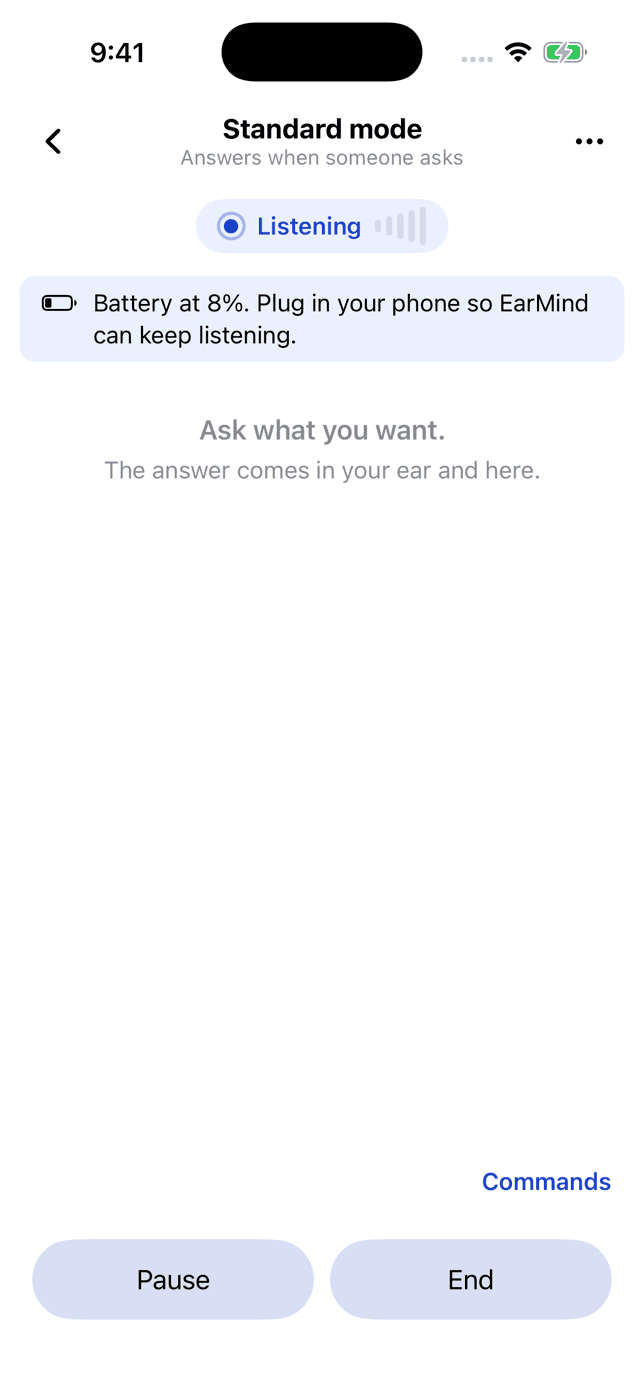 9:41
Standard mode
Answers when someone asks
Listening
Battery at 8%. Plug in your phone so EarMind
can keep listening.
Ask what you want.
The answer comes in your ear and here.
Commands
Pause
End